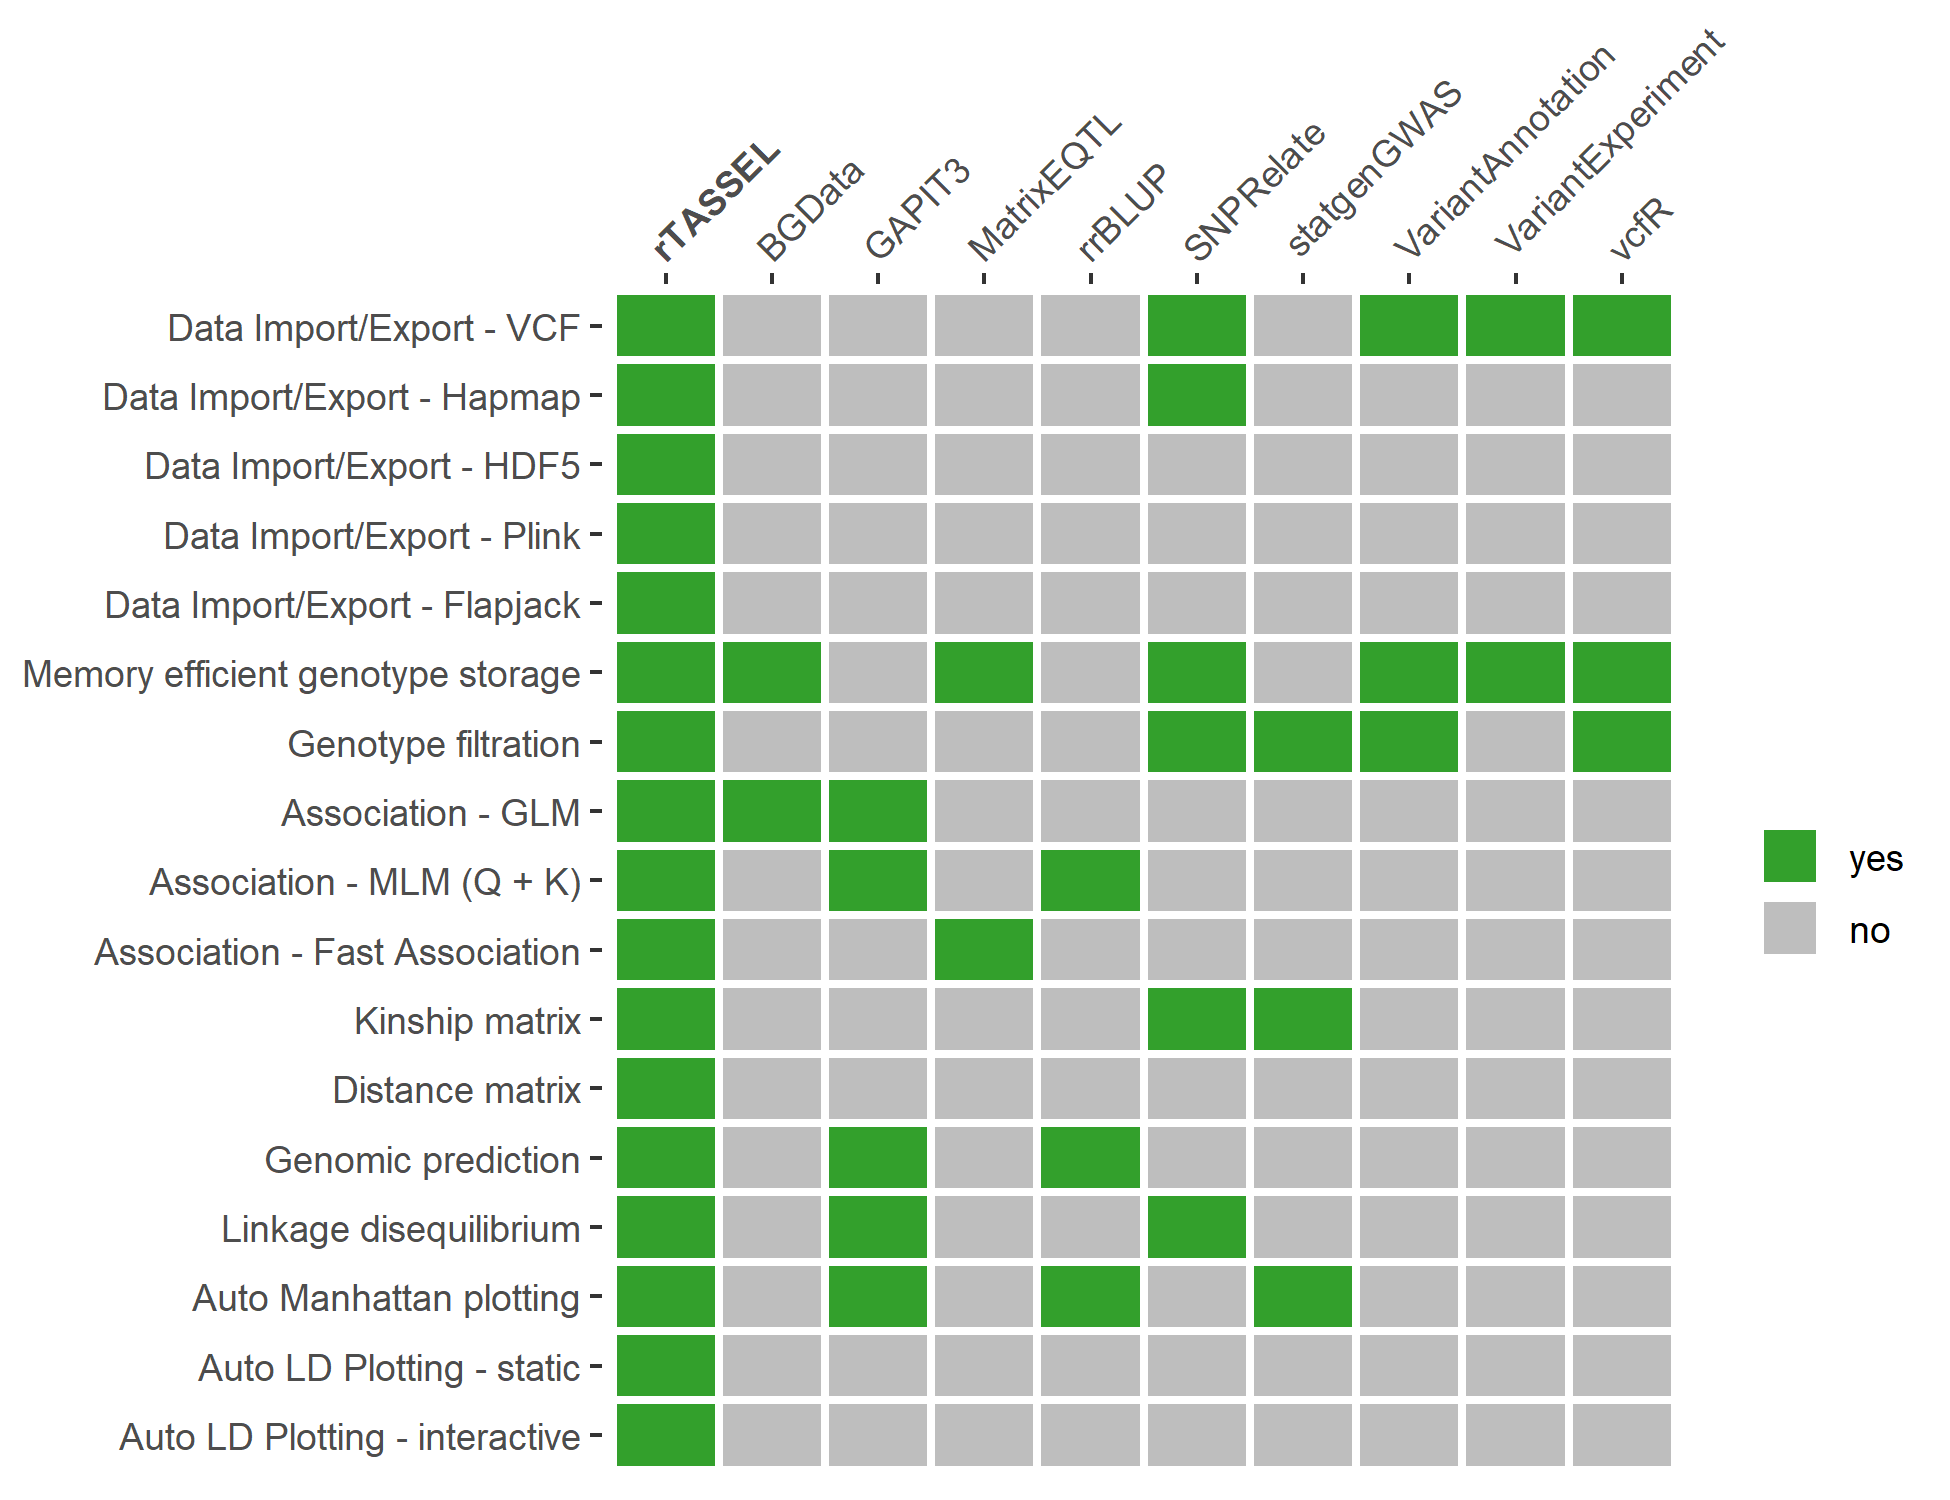 rTASSEL
BGData
GAPIT3
MatrixEQTL
rrBLUP
SNPRelate
statgenGWAS
VariantAnnotation
VariantExperiment
vcfR
Data Import/Export - VCF
Data Import/Export - Hapmap
Data Import/Export - HDF5
Data Import/Export - Plink
Data Import/Export - Flapjack
Memory efficient genotype storage
Genotype filtration
Association - GLM
Association - MLM (Q + K)
Association - Fast Association
Kinship matrix
Distance matrix
Genomic prediction
Linkage disequilibrium
Auto Manhattan plotting
Auto LD Plotting - static
Auto LD Plotting - interactive
yes
no